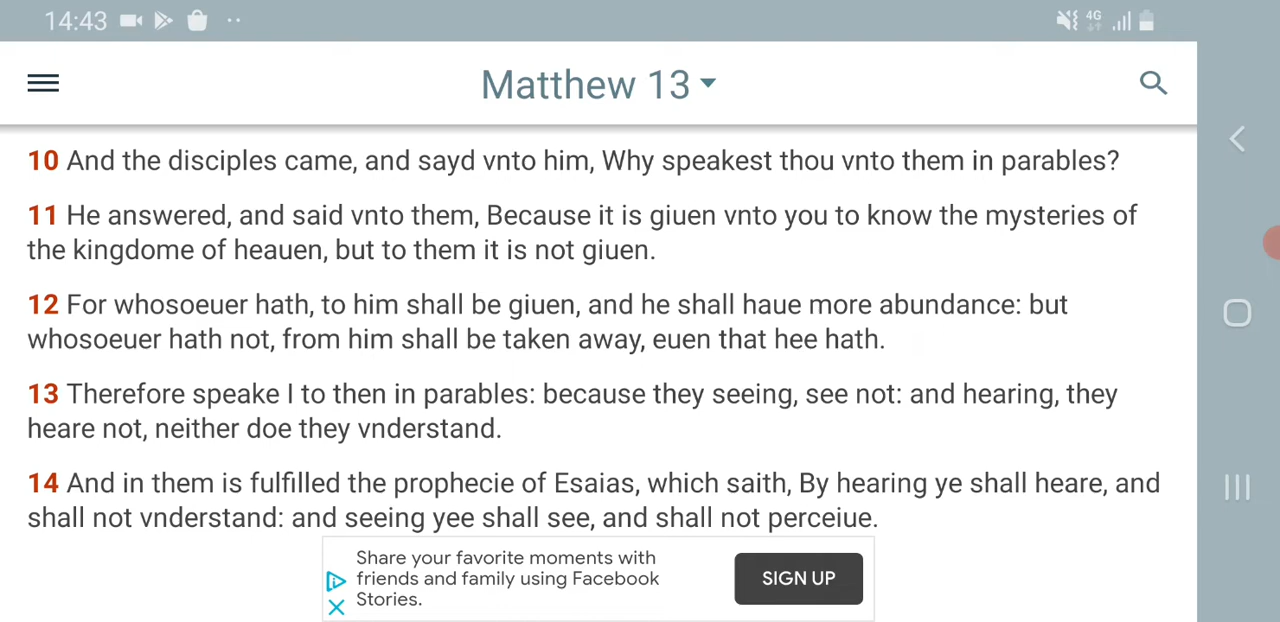 14:43
4G
Matthew 13
10 And the disciples came, and sayd vnto him, Why speakest thou vnto them in parables?
11 He answered, and said vnto them, Because it is giuen vnto you to know the mysteries of
the kingdome of heauen, but to them it is not giuen.
12 For whosoeuer hath, to him shall be giuen, and he shall haue more abundance: but
whosoeuer hath not, from him shall be taken away, euen that hee hath.
13 Therefore speake I to then in parables: because they seeing, see not: and hearing, they
heare not, neither doe they vnderstand.
14 And in them is fulfilled the prophecie of Esaias, which saith, By hearing ye shall heare, and
shall not vnderstand: and seeing yee shall see, and shall not perceiue.
Share your favorite moments with
friends and family using Facebook
Stories.
SIGN UP